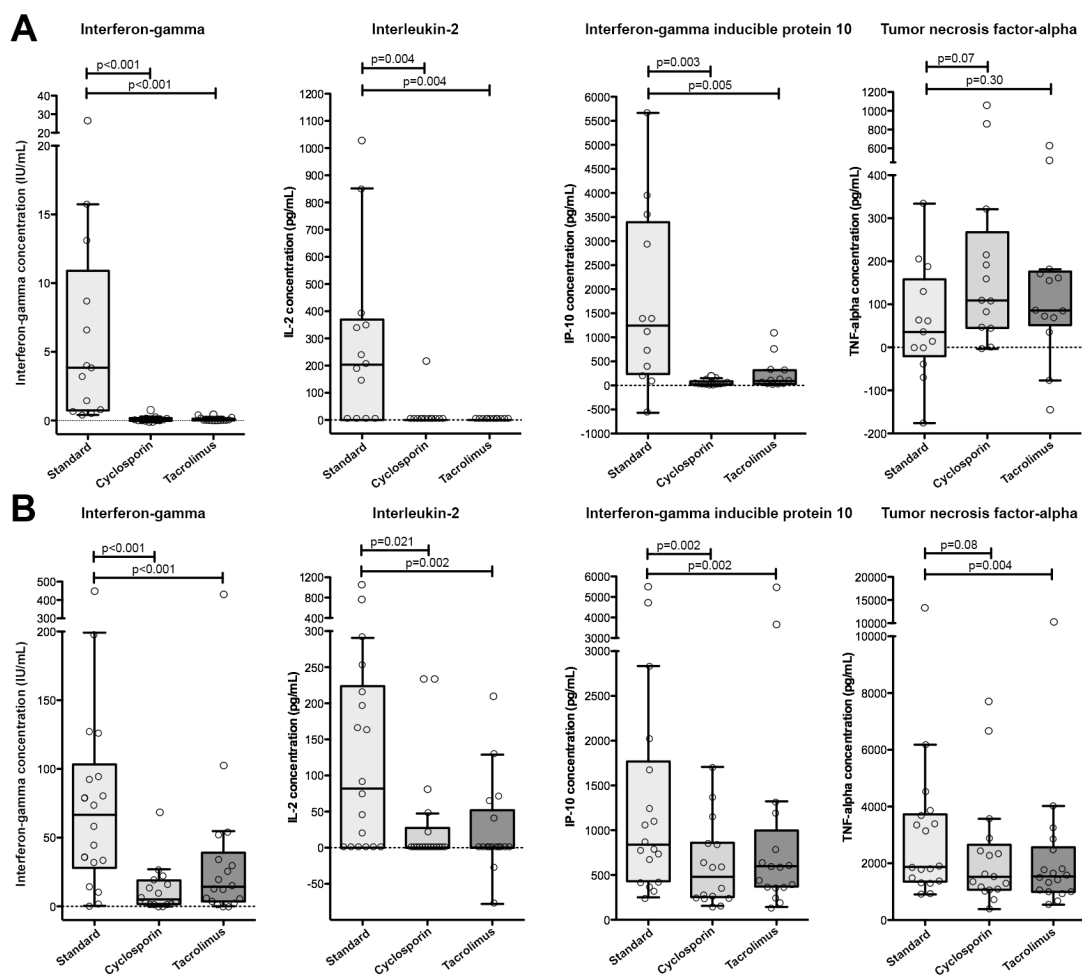 A
Interferon-gamma
p<0.001
p<0.001
Interferon-gamma concentration (IU/mL)
40
30
20
20
15
10
5
0
Standard
Cyclosporin
Tacrolimus
Interleukin-2
p=0.004
p=0.004
IL-2 concentration (pg/mL)
1200
1100
1000
900
800
700
600
500
400
300
200
100
0
Standard
Cyclosporin
Tacrolimus
Interferon-gamma inducible protein 10
p=0.003
p=0.005
IP-10 concentration (pg/mL)
6000
5500
5000
4500
4000
3500
3000
2500
2000
1500
1000
500
0
-500
-1000
Standard
Cyclosporin
Tacrolimus
Tumor necrosis factor-alpha
p=0.07
p=0.30
TNF-alpha concentration (pg/mL)
1200
1000
800
600
400
400
300
200
100
0
-100
-200
Standard
Cyclosporin
Tacrolimus
B
Interferon-gamma
p<0.001
p<0.001
Interferon-gamma concentration (IU/mL)
500
400
300
200
200
150
100
50
0
Standard
Cyclosporin
Tacrolimus
Interleukin-2
p=0.021
p=0.002
IL-2 concentration (pg/mL)
1200
1000
800
600
400
300
250
200
150
100
50
0
-50
Standard
Cyclosporin
Tacrolimus
Interferon-gamma inducible protein 10
p=0.002
p=0.002
IP-10 concentration (pg/mL)
6000
5000
4000
3000
3000
2500
2000
1500
1000
500
0
Standard
Cyclosporin
Tacrolimus
Tumor necrosis factor-alpha
p=0.08
p=0.004
TNF-alpha concentration (pg/mL)
20000
15000
10000
10000
8000
6000
4000
2000
0
Standard
Cyclosporin
Tacrolimus